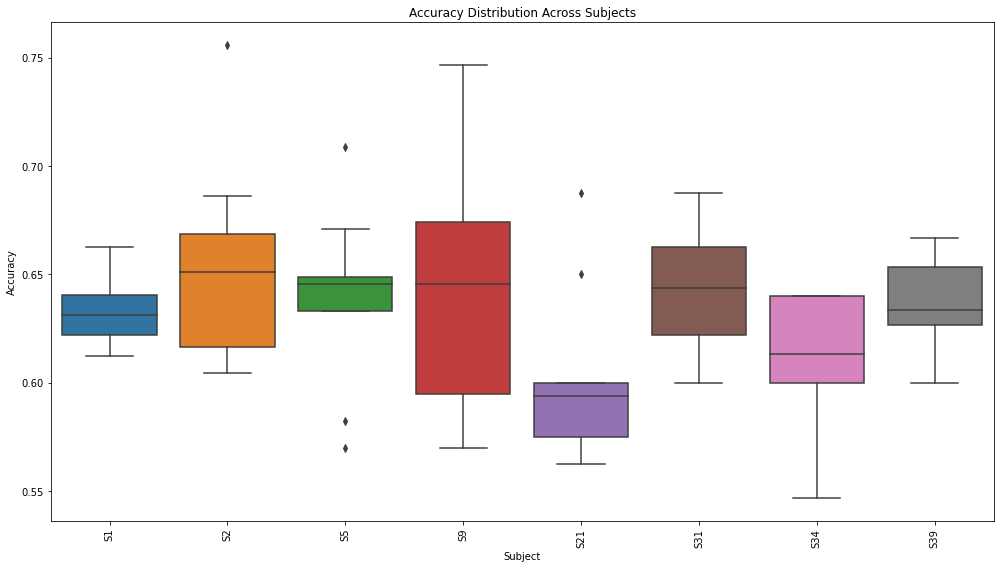 Accuracy Distribution Across Subjects
Accuracy
0.75
0.70
0.65
0.60
0.55
S1
S2
S5
S9
S21
S31
S34
S39
Subject